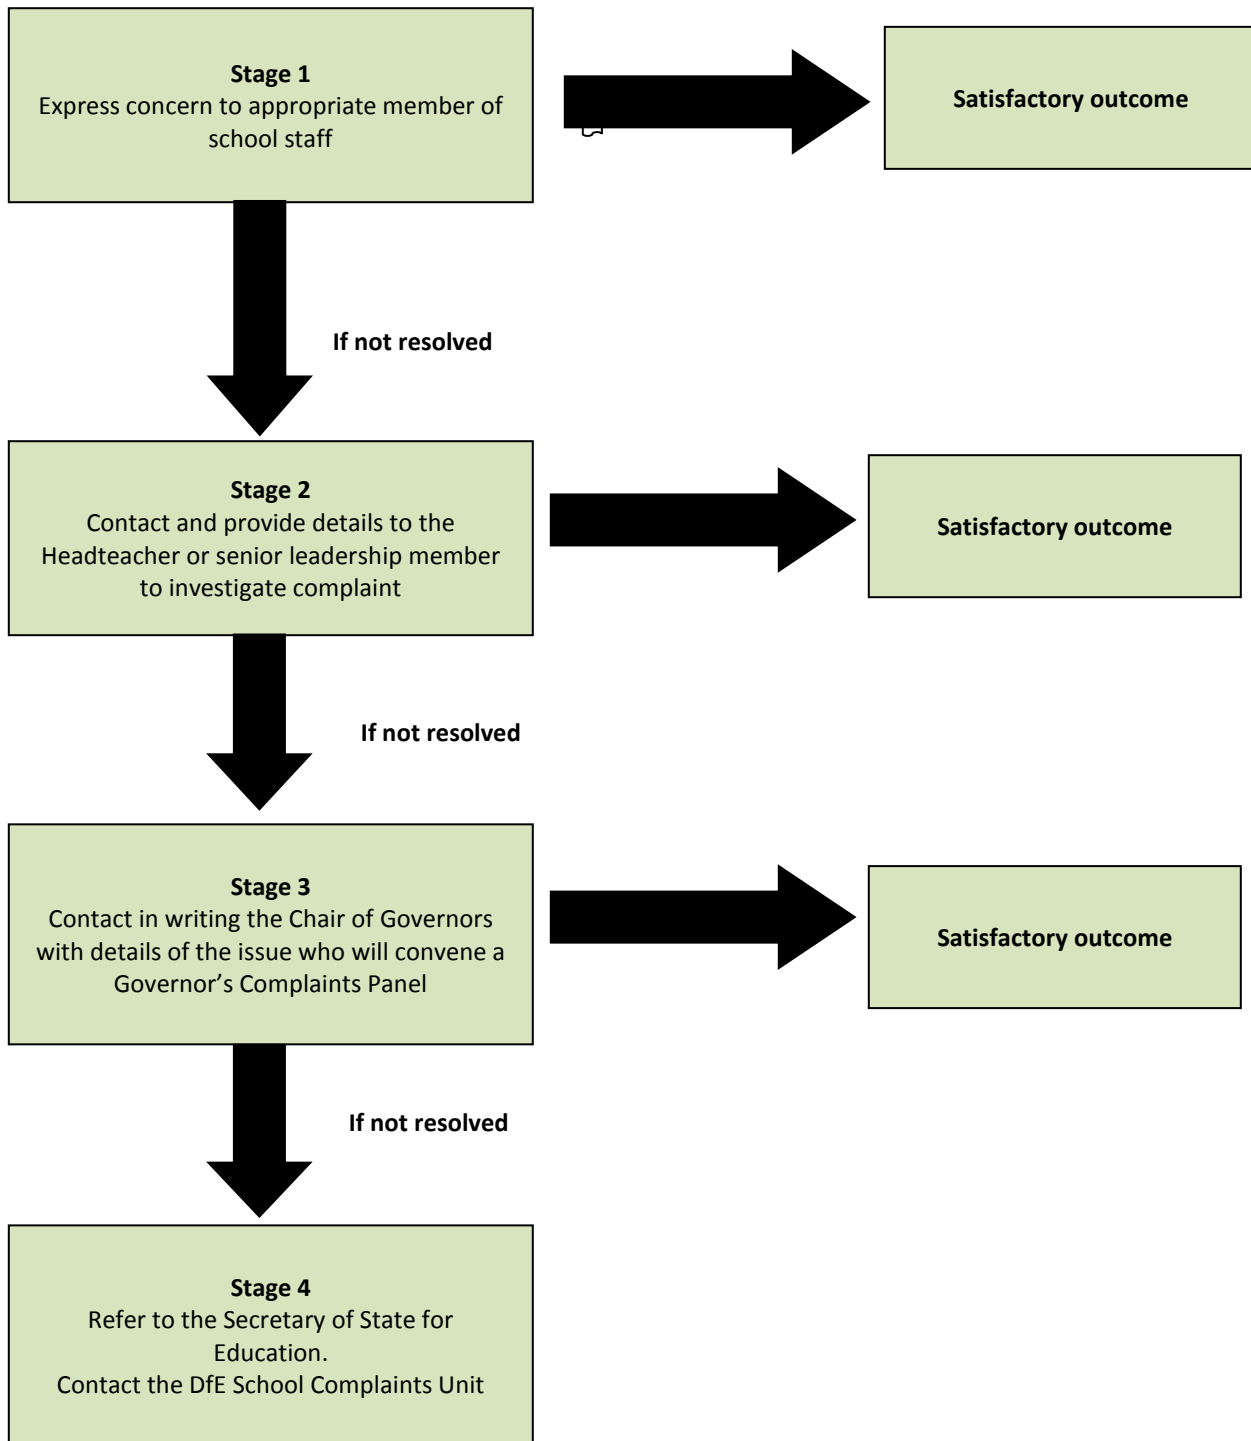 Stage 1
Express concern to appropriate member of
school staff
Satisfactory outcome
If not resolved
Stage 2
Contact and provide details to the
Headteacher or senior leadership member
to investigate complaint
Satisfactory outcome
If not resolved
Stage 3
Contact in writing the Chair of Governors
with details of the issue who will convene a
Governor’s Complaints Panel
Satisfactory outcome
If not resolved
Stage 4
Refer to the Secretary of State for
Education.
Contact the DfE School Complaints Unit